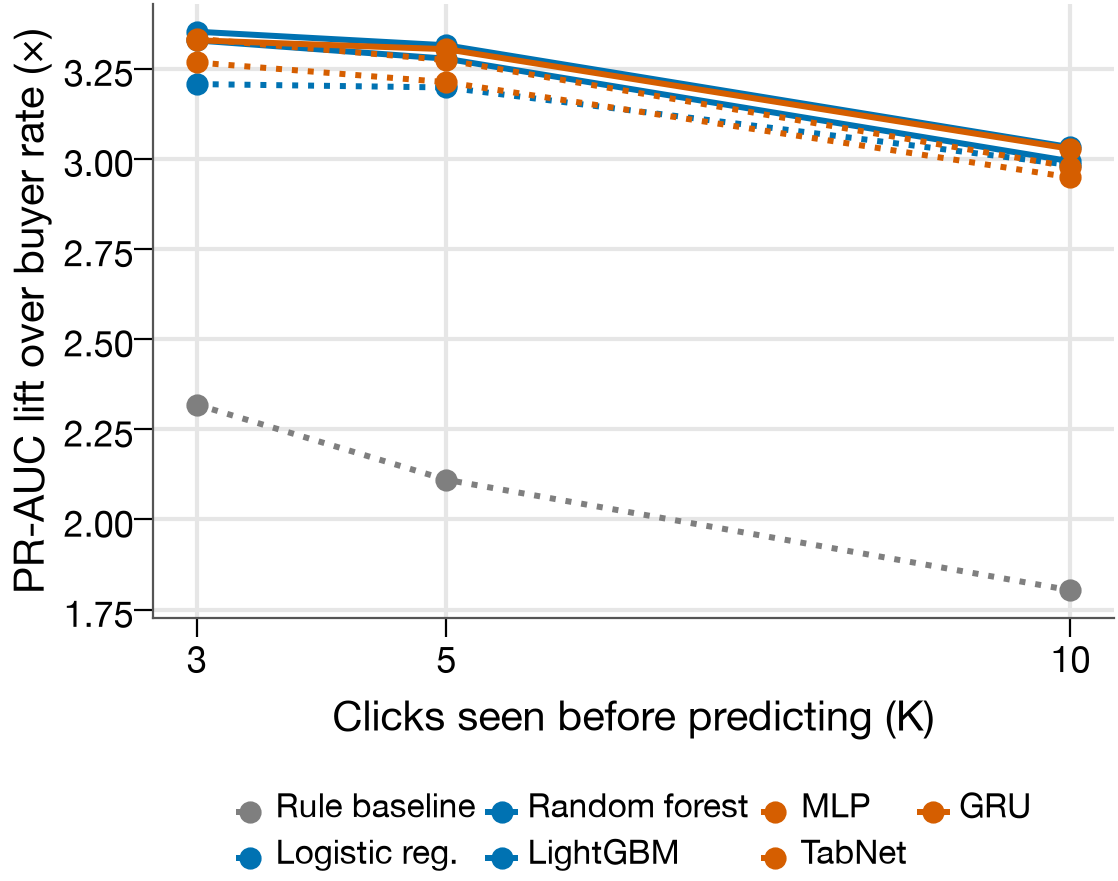 PR-AUC lift over buyer rate (×)
3.25
3.00
2.75
2.50
2.25
2.00
1.75
3 5 10
Clicks seen before predicting (K)
Rule baseline Random forest MLP GRU
Logistic reg. LightGBM TabNet